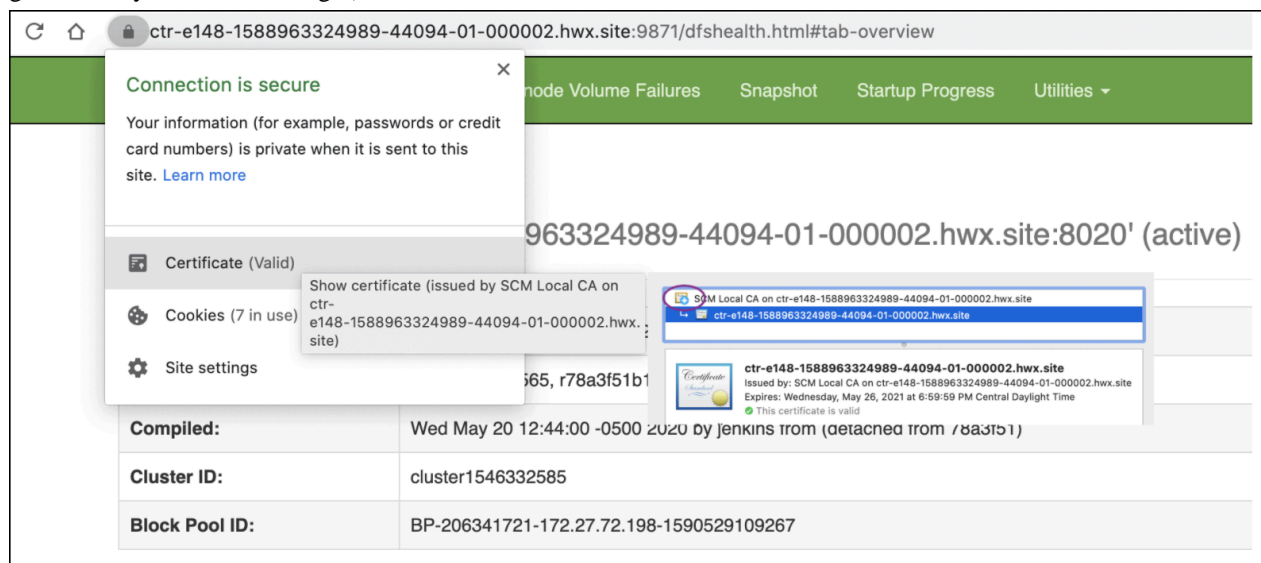 ctr-e148-1588963324989-44094-01-000002.hwx.site:9871/dfshealth.html#tab-overview
Connection is secure
Your information (for example, passwords or credit
card numbers) is private when it is sent to this
site. Learn more
Certificate (Valid)
Show certificate (issued by SCM Local CA on
ctr-
e148-1588963324989-44094-01-000002.hwx.
site)
Cookies (7 in use)
Site settings
node Volume Failures Snapshot Startup Progress Utilities
963324989-44094-01-000002.hwx.site:8020' (active)
SCM Local CA on ctr-e148-1588963324989-44094-01-000002.hwx.site
ctr-e148-1588963324989-44094-01-000002.hwx.site
Certificate
Standard
ctr-e148-1588963324989-44094-01-000002.hwx.site
Issued by: SCM Local CA on ctr-e148-1588963324989-44094-01-000002.hwx.site
Expires: Wednesday, May 26, 2021 at 6:59:59 PM Central Daylight Time
This certificate is valid
565, r78a3f51b1
Compiled: Wed May 20 12:44:00 -0500 2020 by jenkins from (detached from 78a3f51)
Cluster ID: cluster1546332585
Block Pool ID: BP-206341721-172.27.72.198-1590529109267